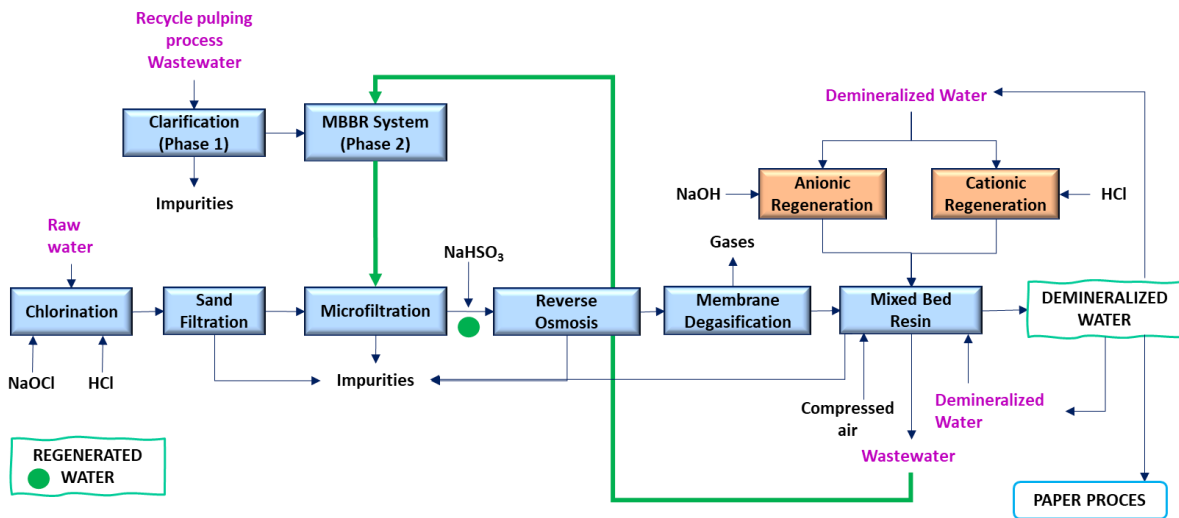 Recycle pulping
process
Wastewater
Clarification
(Phase 1)
MBBR System
(Phase 2)
Impurities
Demineralized Water
NaOH
Anionic
Regeneration
Cationic
Regeneration
HCl
Raw
water
Gases
NaHSO₃
Chlorination
Sand
Filtration
Microfiltration
Reverse
Osmosis
Membrane
Degasification
Mixed Bed
Resin
DEMINERALIZED
WATER
NaOCl
HCl
Impurities
Compressed
air
Demineralized
Water
Wastewater
REGENERATED
WATER
PAPER PROCES